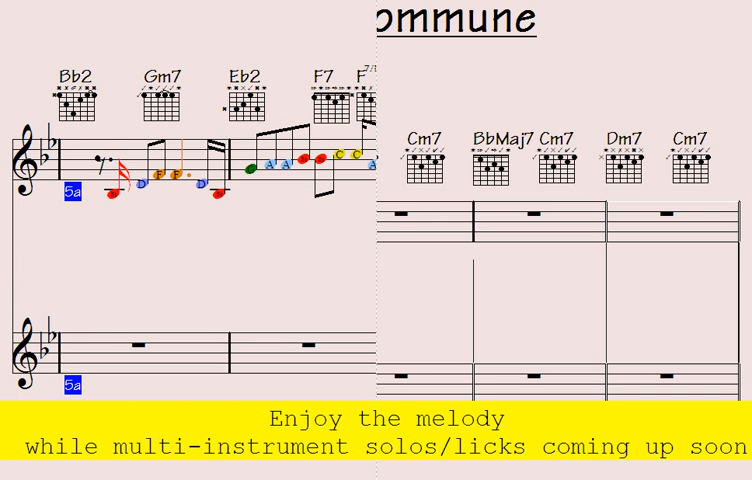 ommune
Bb2 Gm7 Eb2 F7 F
Cm7 BbMaj7 Cm7 Dm7 Cm7
D F F D
A A C C A
5a
5a
Enjoy the melody
while multi-instrument solos/licks coming up soon